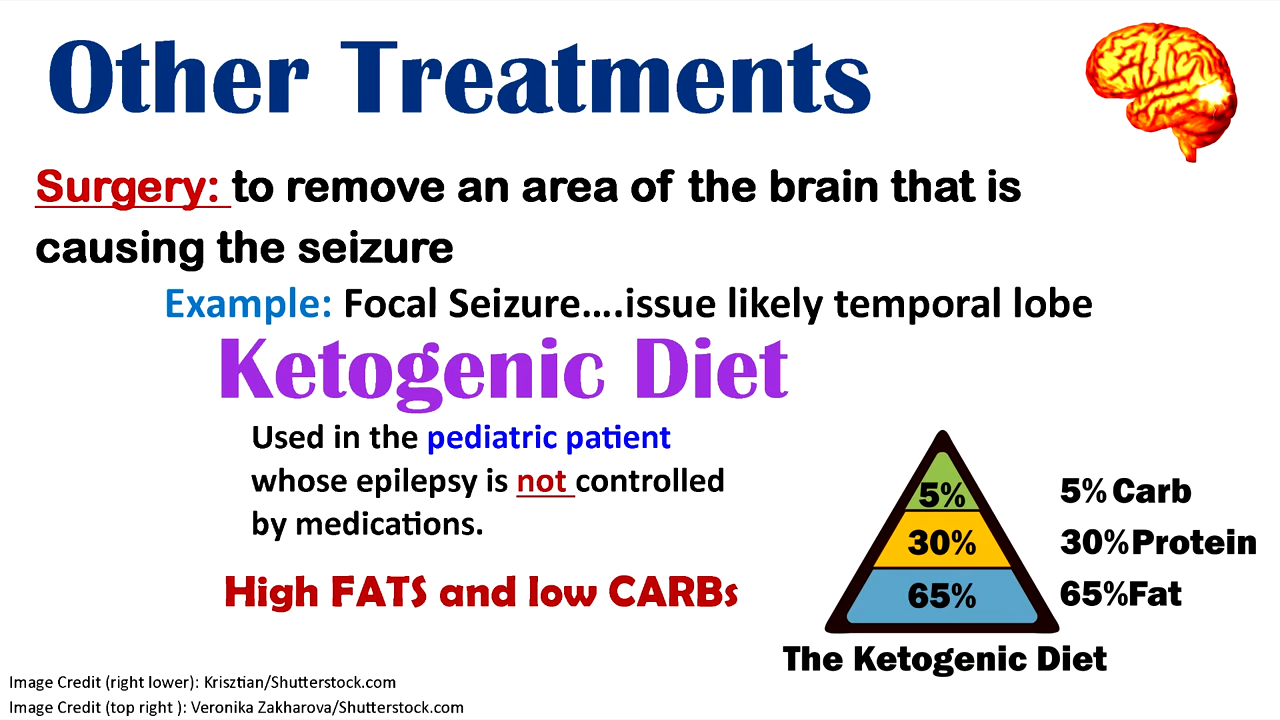 Other Treatments
Surgery: to remove an area of the brain that is
causing the seizure
Example: Focal Seizure....issue likely temporal lobe
Ketogenic Diet
Used in the pediatric patient
whose epilepsy is not controlled
by medications.
High FATS and low CARBs
5%
30%
65%
5% Carb
30%Protein
65%Fat
The Ketogenic Diet
Image Credit (right lower): Krisztian/Shutterstock.com
Image Credit (top right ): Veronika Zakharova/Shutterstock.com